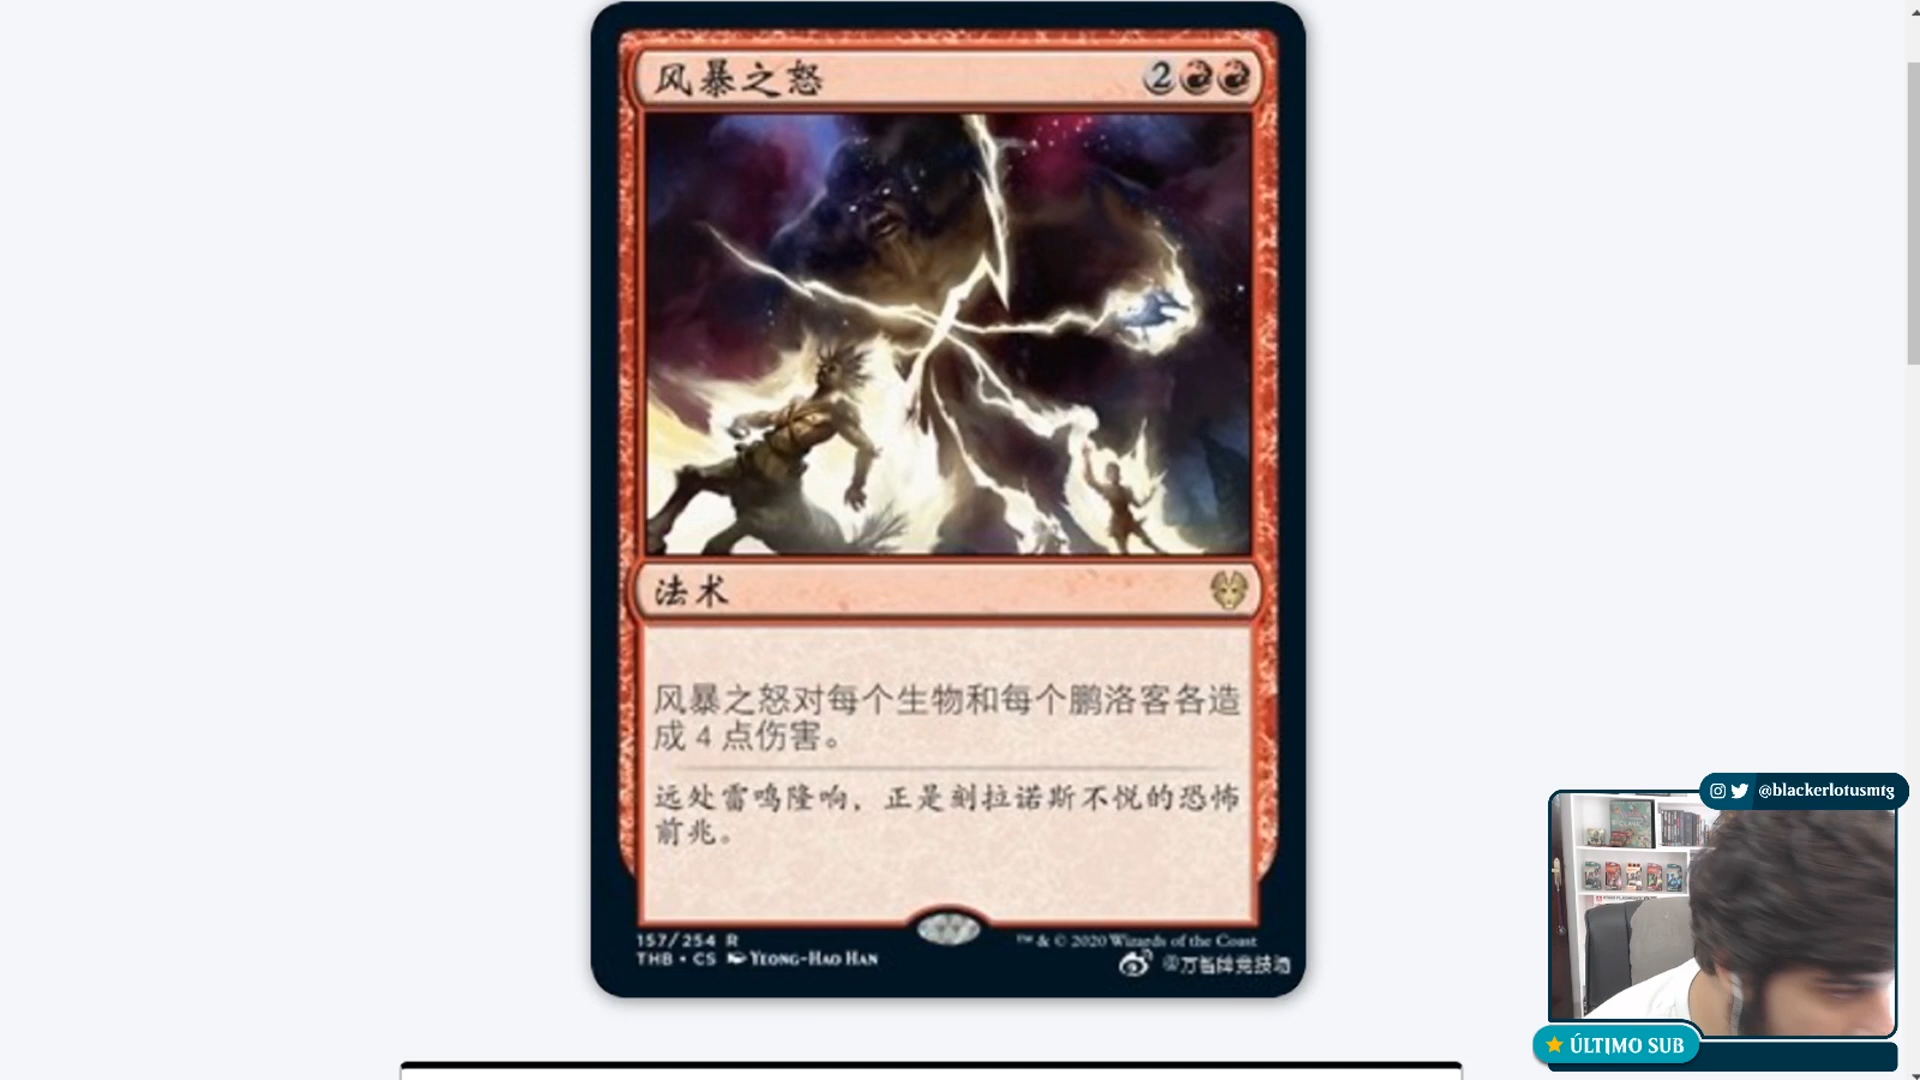 风暴之怒
2
法术
风暴之怒对每个生物和每个鹏洛客各造
成 4 点伤害。
远处雷鸣隆响，正是刻拉诺斯不悦的恐怖
前兆。
157/254 R
THB • CS YEONG-HAO HAN
™ & © 2020 Wizards of the Coast
@万智牌竞技场
@blackerlotusmtg
ÚLTIMO SUB